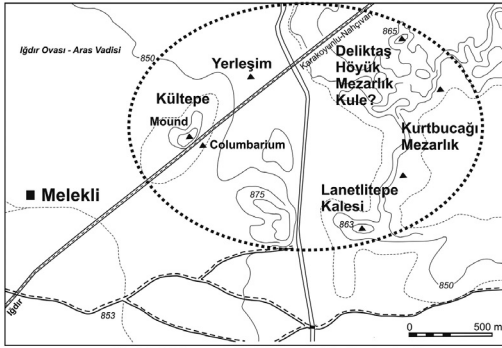 850
865
Iğdır Ovası - Aras Vadisi
Karakoyunlu-Nahçıvan
Deliktaş
Höyük
Mezarlık
Kule?
Yerleşim
Kültepe
Mound
Columbarium
Kurtbucağı
Mezarlık
Melekli
875
Lanetlitepe
Kalesi
863
850
Iğdır
853
0 500 m